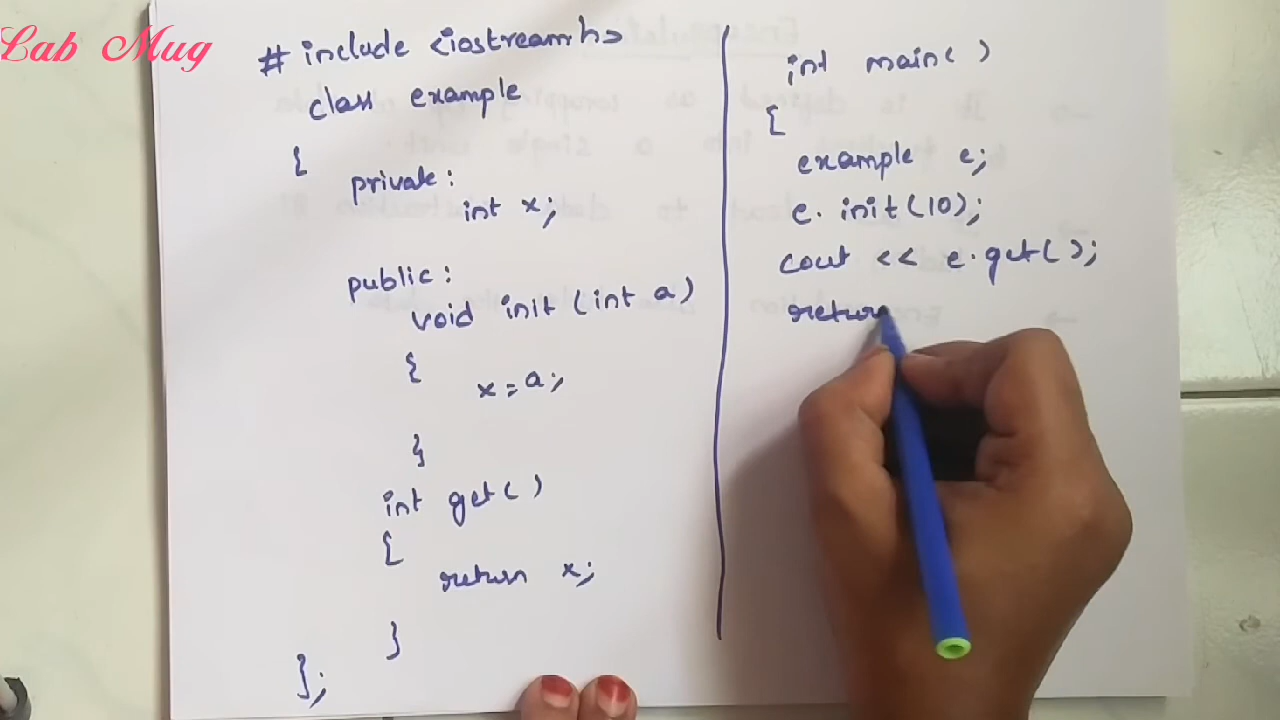 Lab Mug
# include <iostream.h>
class example
{
private:
int x;
public:
void init(int a)
{
x=a;
}
int get()
{
return x;
}
};
int main()
{
example e;
e.init(10);
cout << e.get();
return